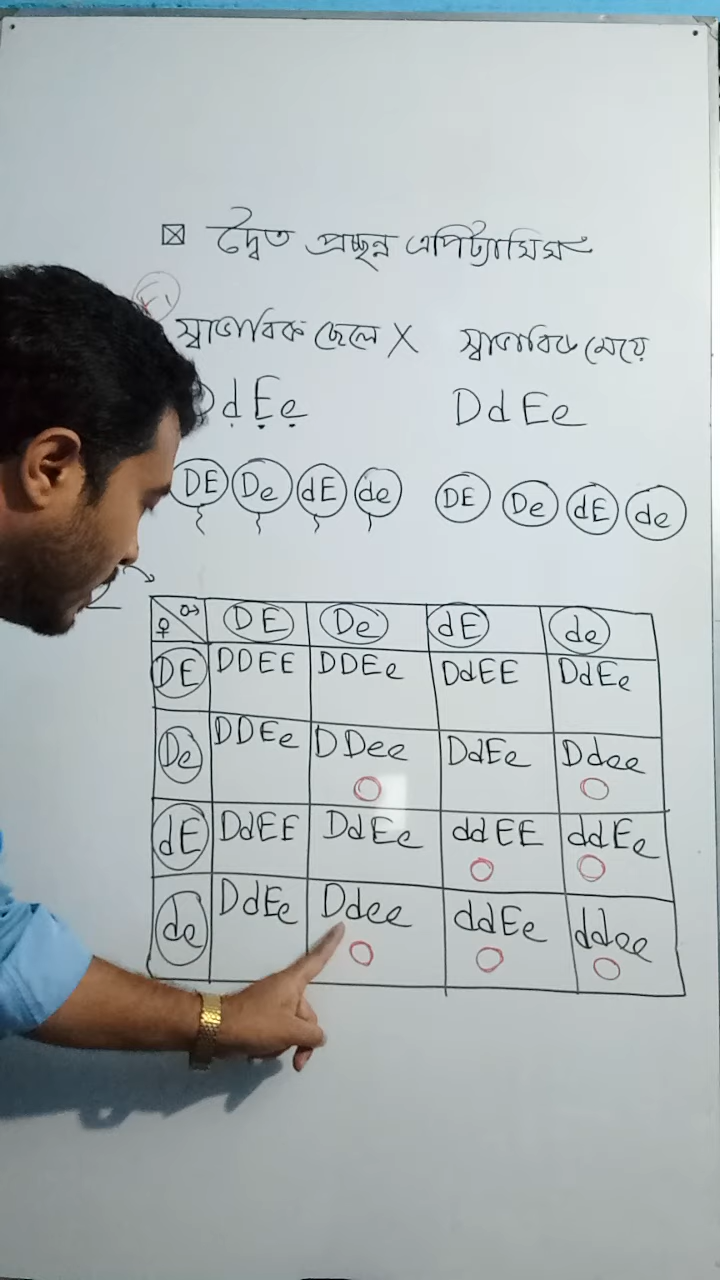 দ্বৈত প্রচ্ছন্ন এপিস্ট্যাসিস
স্বাভাবিক ছেলে X স্বাভাবিক মেয়ে
DdEe DdEe
DE De dE de DE De dE de
♀ ♂ DE De dE de
DE DDEE DDEe DdEE DdEe
De DDEe DDee DdEe Ddee
dE DdEE DdEe ddEE ddEe
de DdEe Ddee ddEe ddee